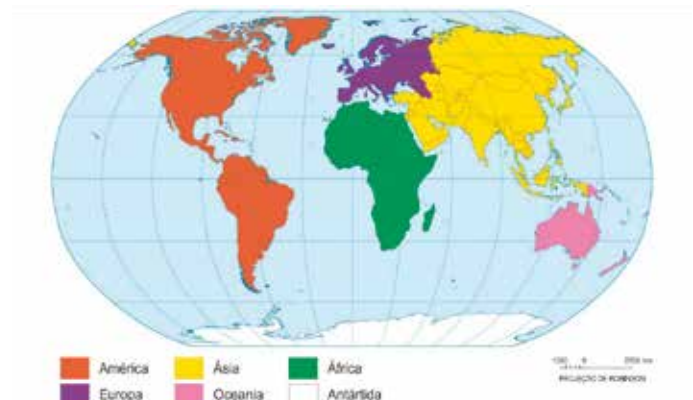 América Ásia África
Europa Oceania Antártida
PROJEÇÃO DE ROBINSON